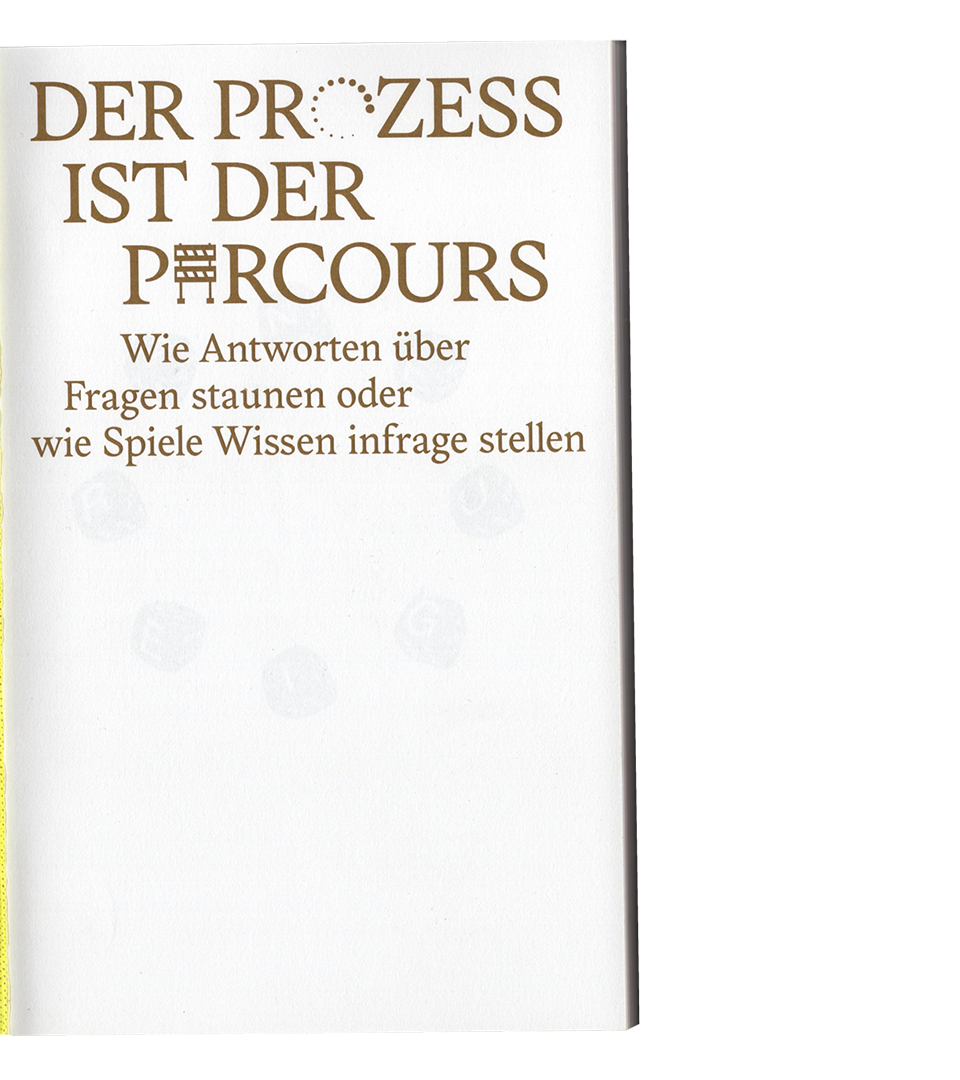 DER PROZESS
IST DER
PARCOURS
Wie Antworten über
Fragen staunen oder
wie Spiele Wissen infrage stellen